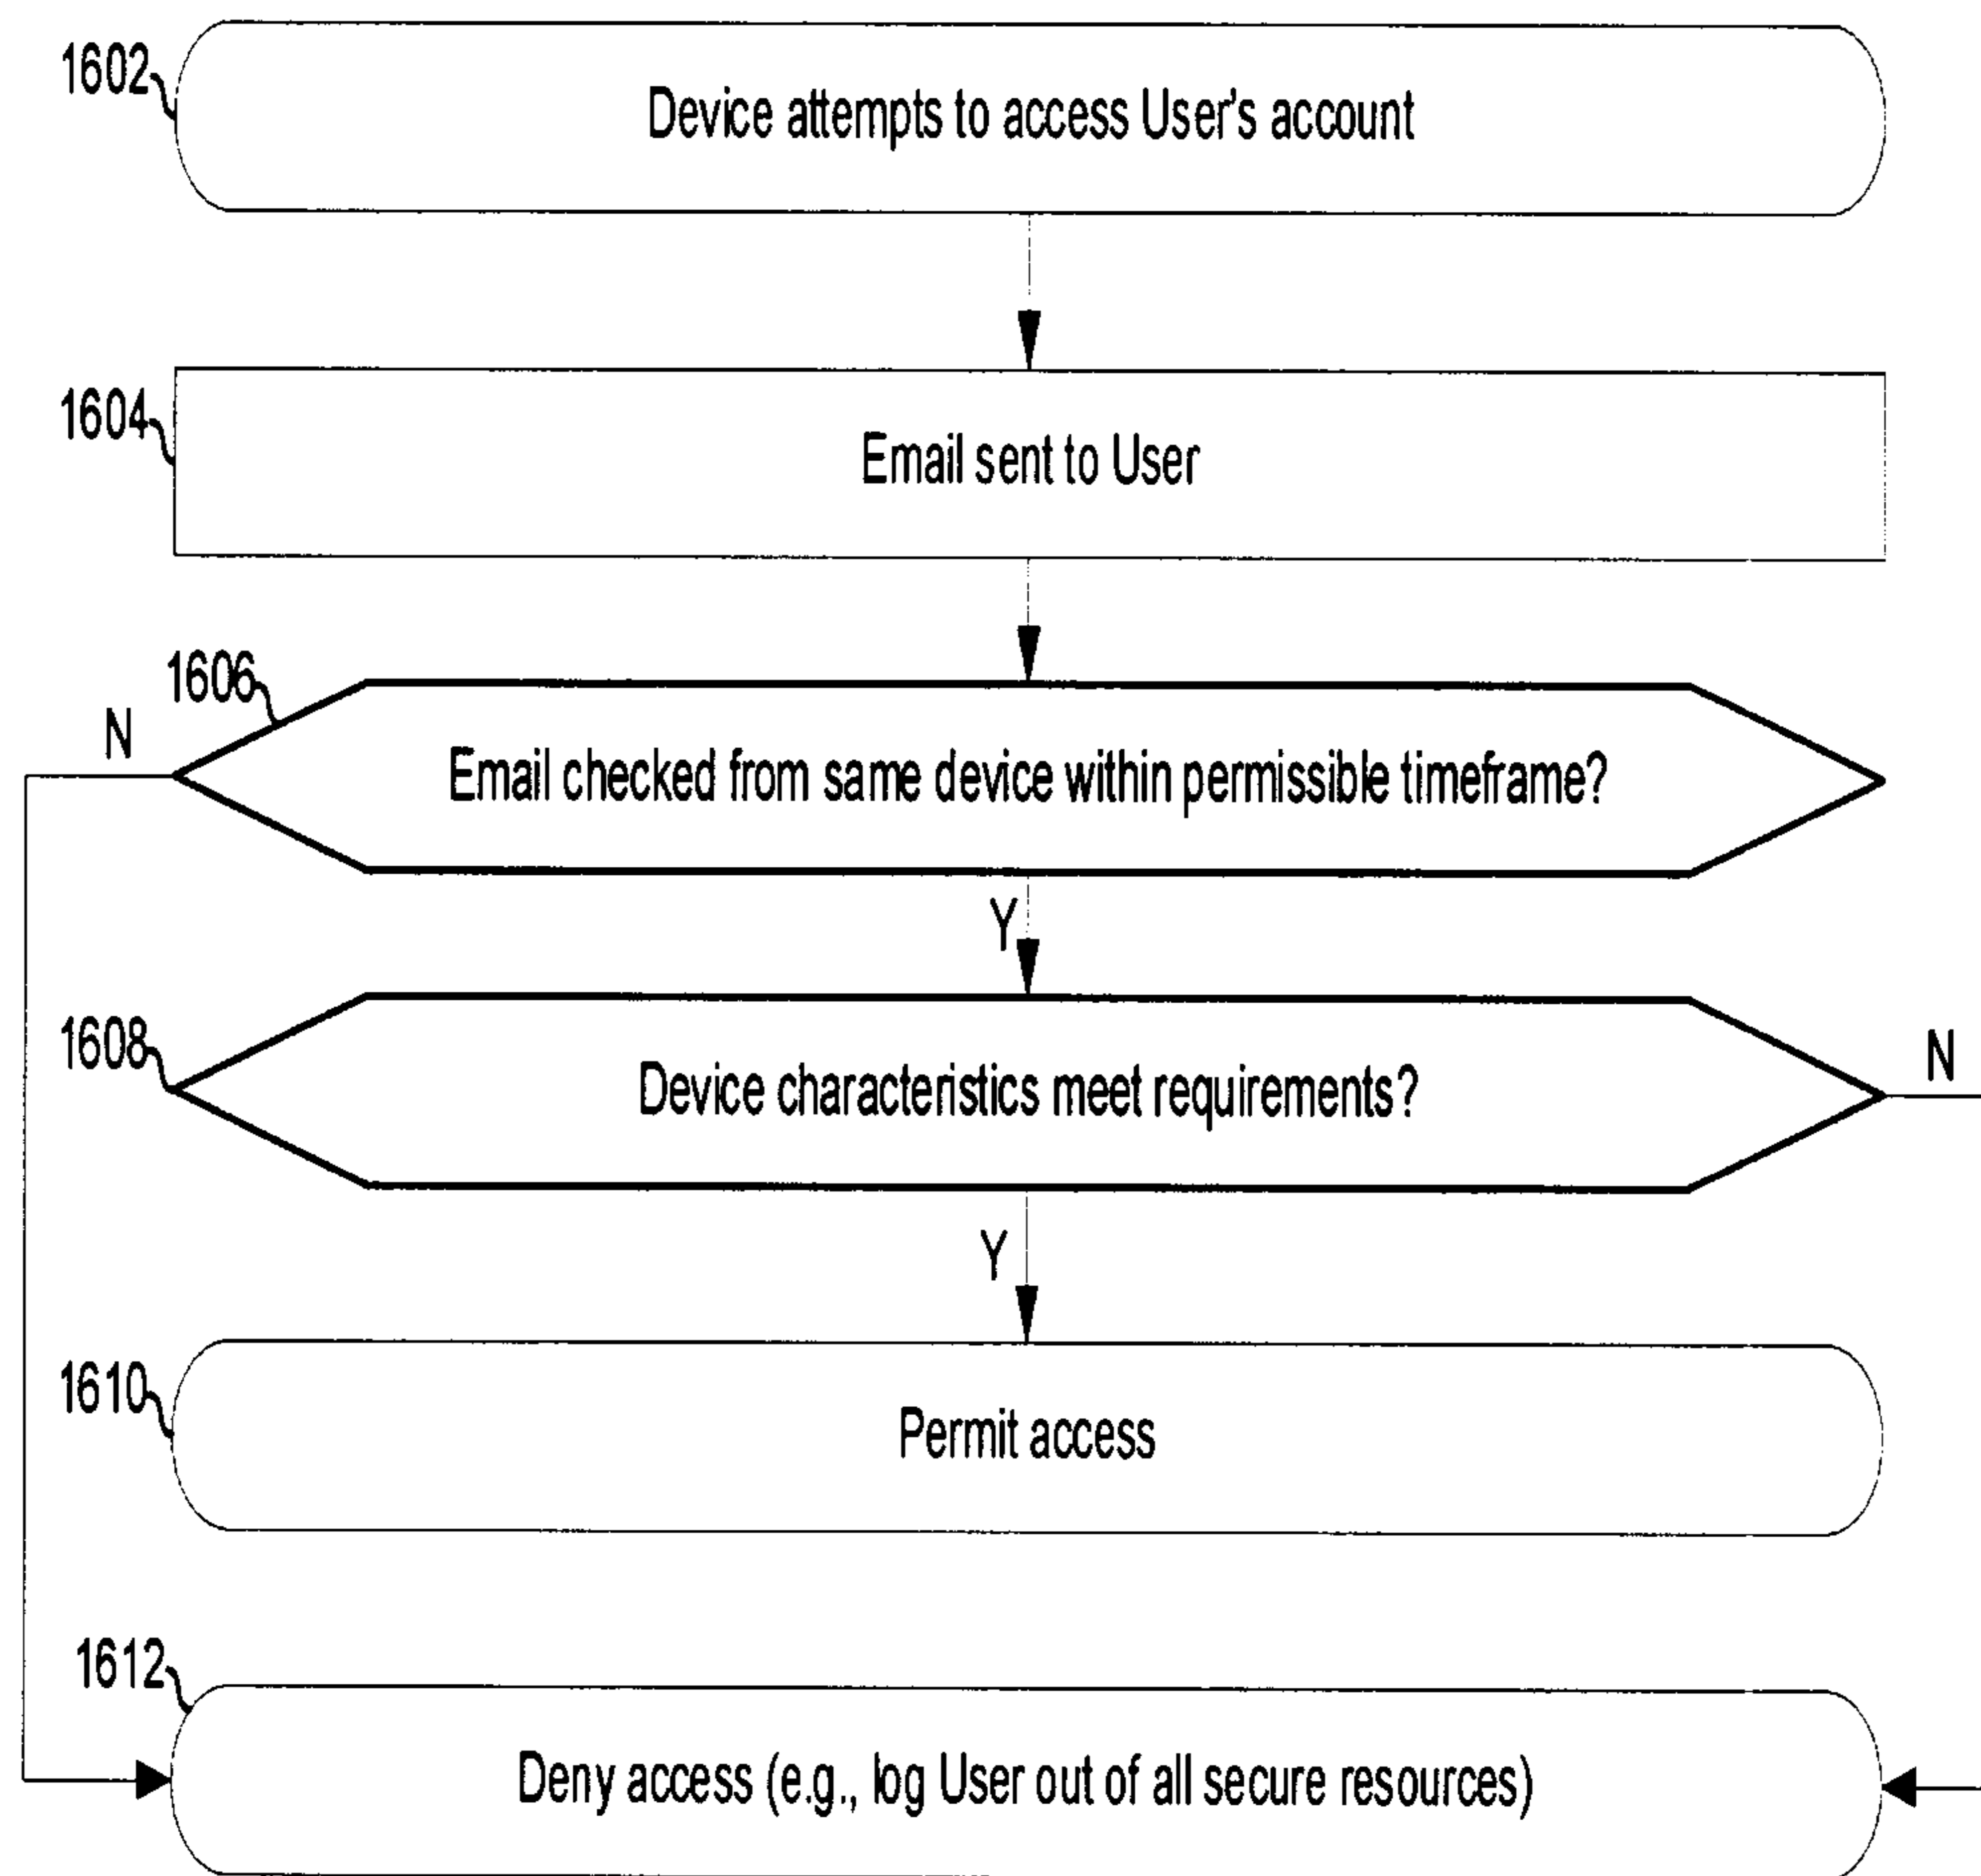 1602
Device attempts to access User's account
1604
Email sent to User
1606
N
Email checked from same device within permissible timeframe?
Y
1608
N
Device characteristics meet requirements?
Y
1610
Permit access
1612
Deny access (e.g., log User out of all secure resources)